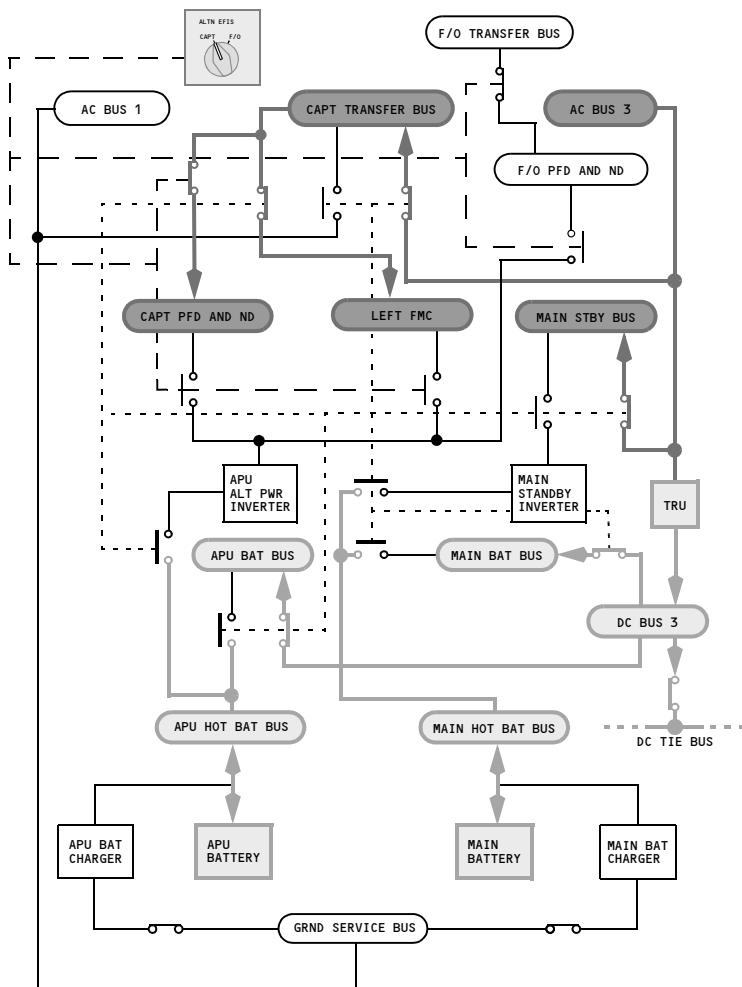 ALTN EFIS
CAPT F/O
F/O TRANSFER BUS
AC BUS 1
CAPT TRANSFER BUS
AC BUS 3
F/O PFD AND ND
CAPT PFD AND ND
LEFT FMC
MAIN STBY BUS
APU
ALT PWR
INVERTER
MAIN
STANDBY
INVERTER
TRU
APU BAT BUS
MAIN BAT BUS
DC BUS 3
APU HOT BAT BUS
MAIN HOT BAT BUS
DC TIE BUS
APU BAT
CHARGER
APU
BATTERY
MAIN
BATTERY
MAIN BAT
CHARGER
GRND SERVICE BUS